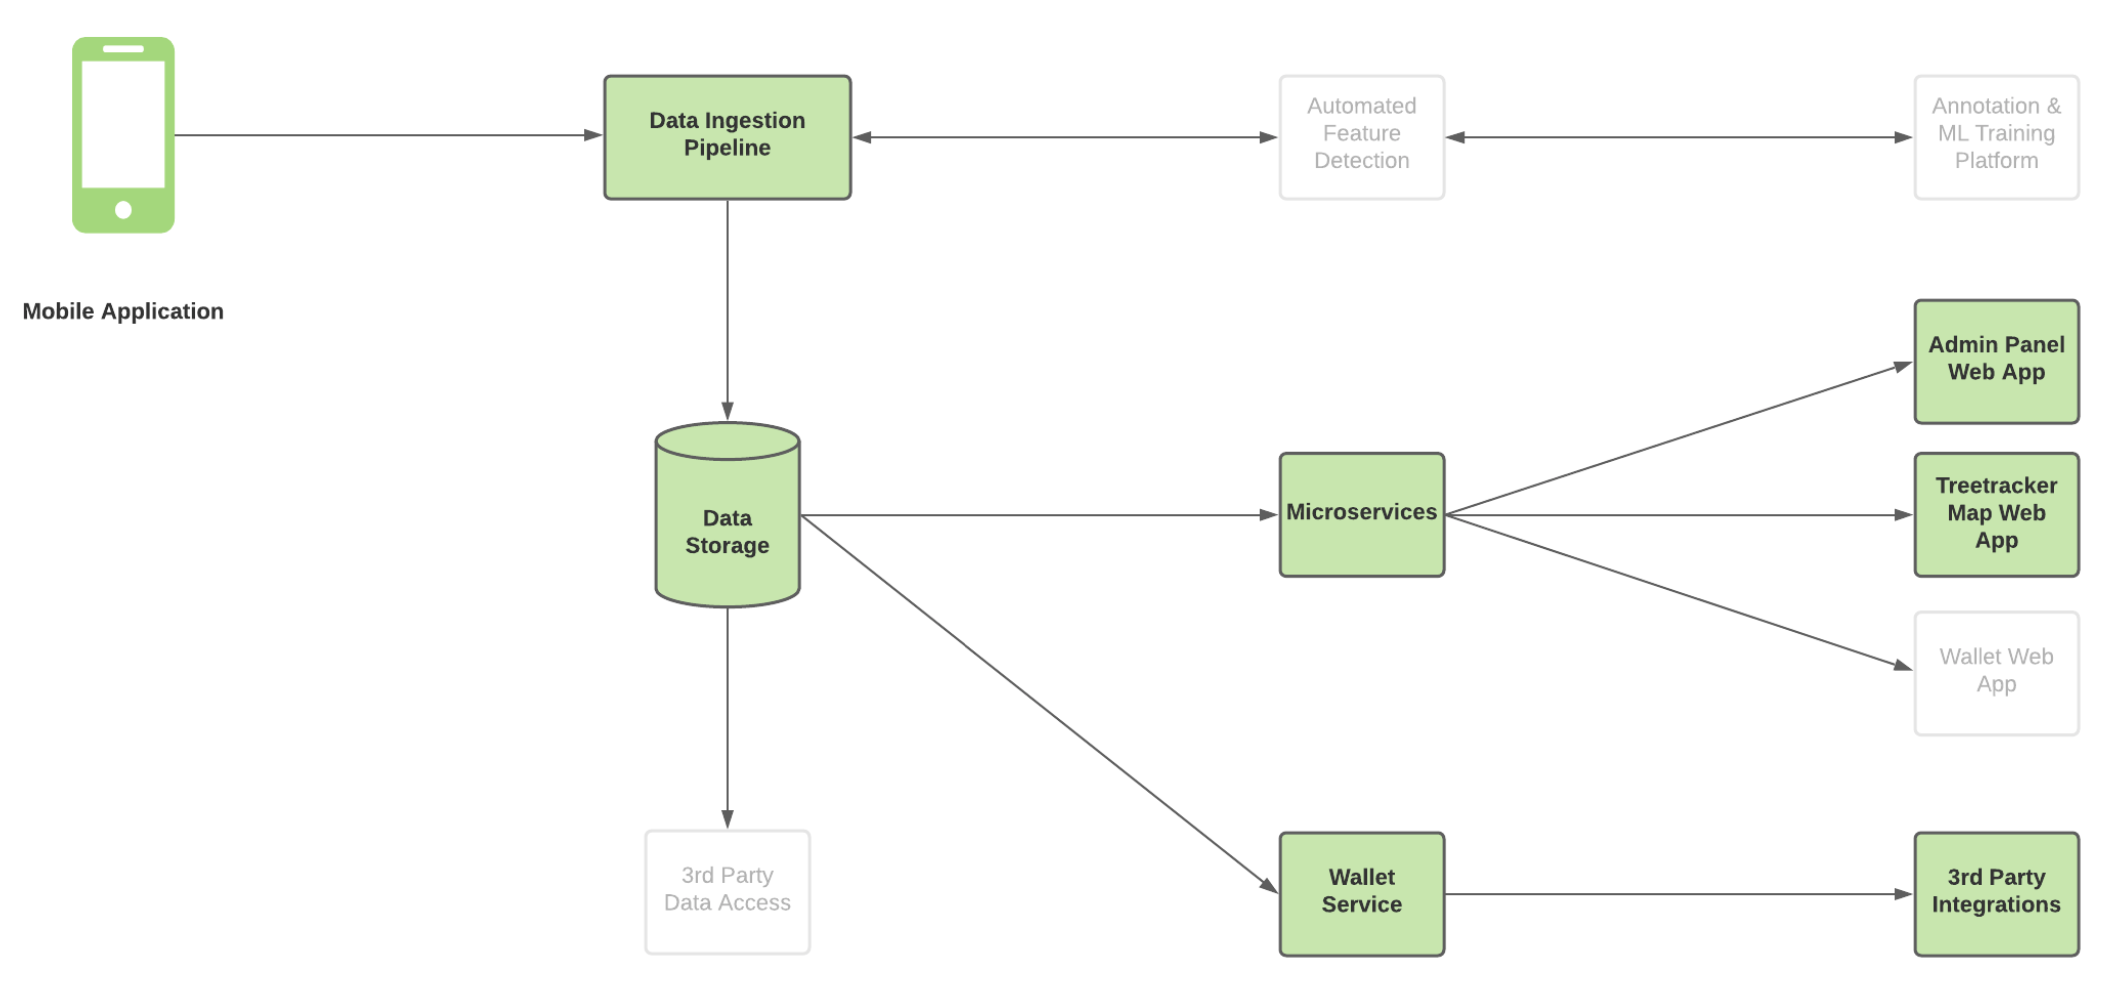 Data Ingestion
Pipeline
Automated
Feature
Detection
Annotation &
ML Training
Platform
Mobile Application
Admin Panel
Web App
Data
Storage
Microservices
Treetracker
Map Web
App
Wallet Web
App
3rd Party
Data Access
Wallet
Service
3rd Party
Integrations